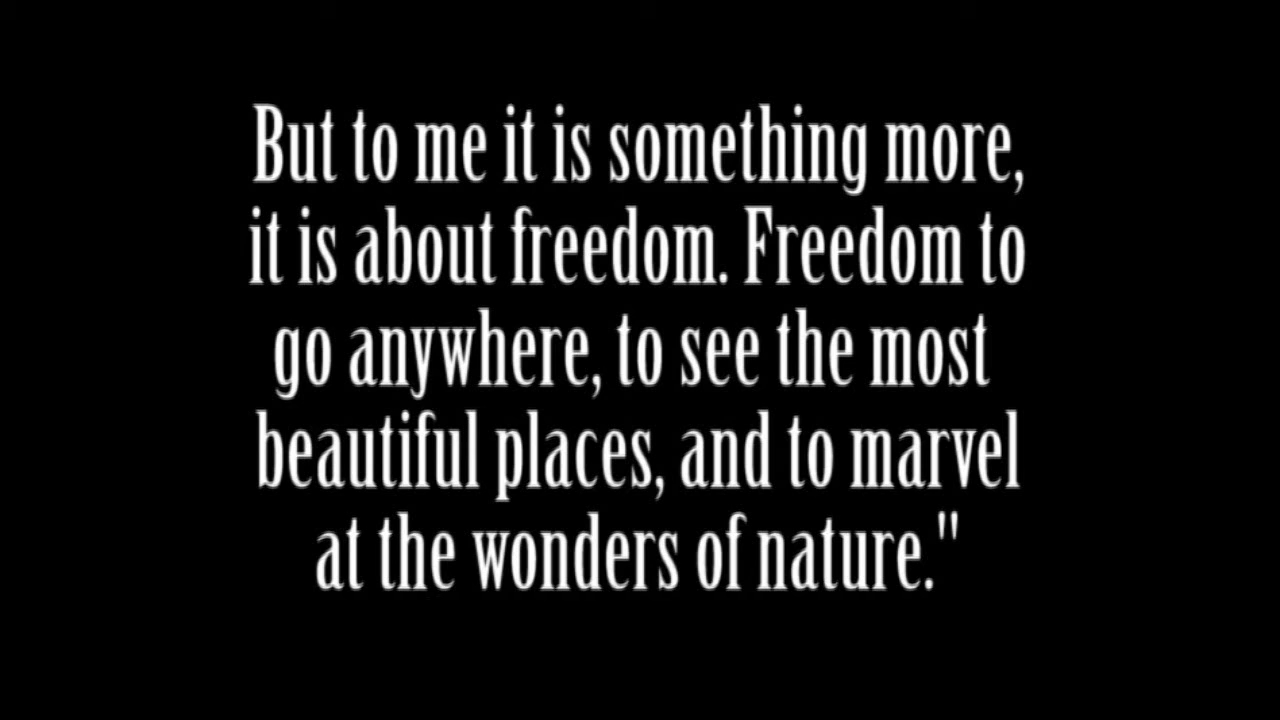 But to me it is something more,
it is about freedom. Freedom to
go anywhere, to see the most
beautiful places, and to marvel
at the wonders of nature."